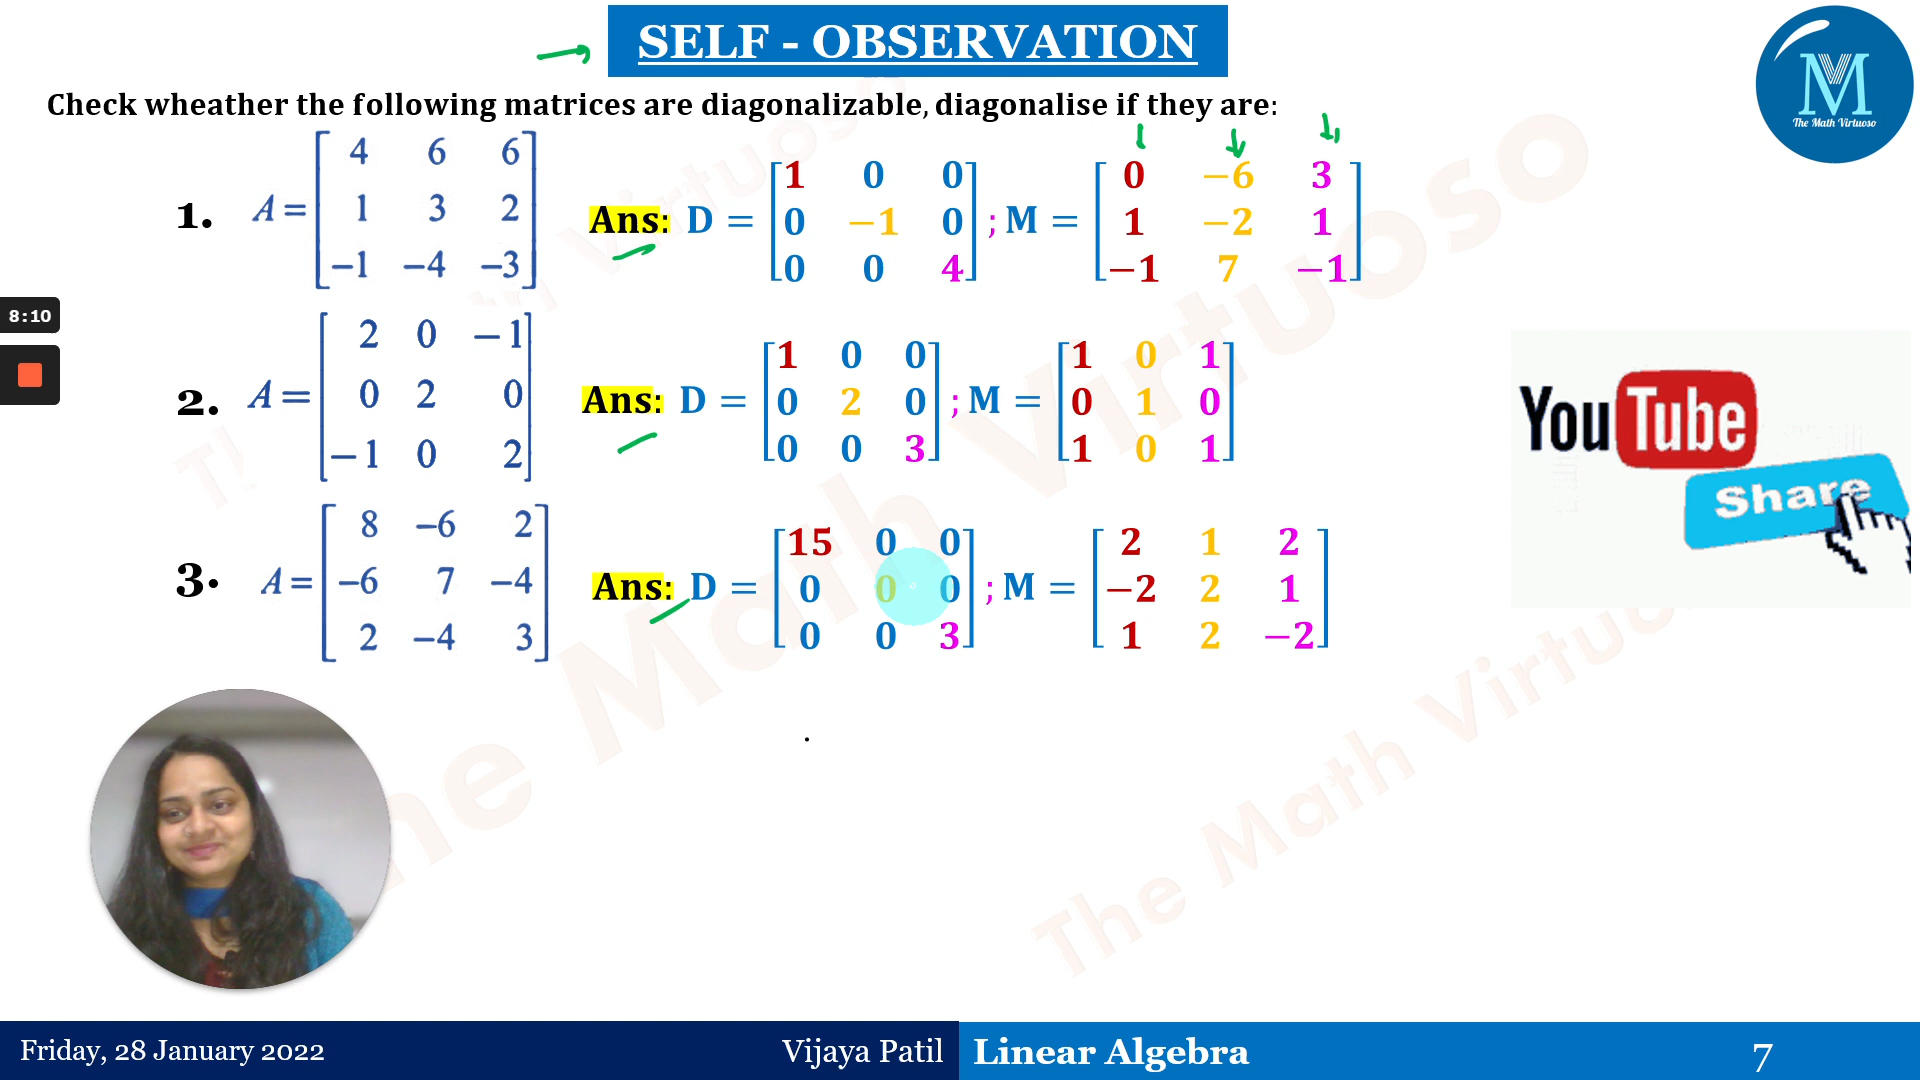 SELF - OBSERVATION
M
The Math Virtuoso
Check wheather the following matrices are diagonalizable, diagonalise if they are:
1. A = [4 6 6; 1 3 2; −1 −4 −3] Ans: D = [1 0 0; 0 −1 0; 0 0 4] ; M = [0 −6 3; 1 −2 1; −1 7 −1]
8:10
2. A = [2 0 −1; 0 2 0; −1 0 2] Ans: D = [1 0 0; 0 2 0; 0 0 3] ; M = [1 0 1; 0 1 0; 1 0 1]
YouTube
Share
3. A = [8 −6 2; −6 7 −4; 2 −4 3] Ans: D = [15 0 0; 0 0 0; 0 0 3] ; M = [2 1 2; −2 2 1; 1 2 −2]
The Math Virtuoso
The Math Virtuoso
Friday, 28 January 2022
Vijaya Patil
Linear Algebra
7